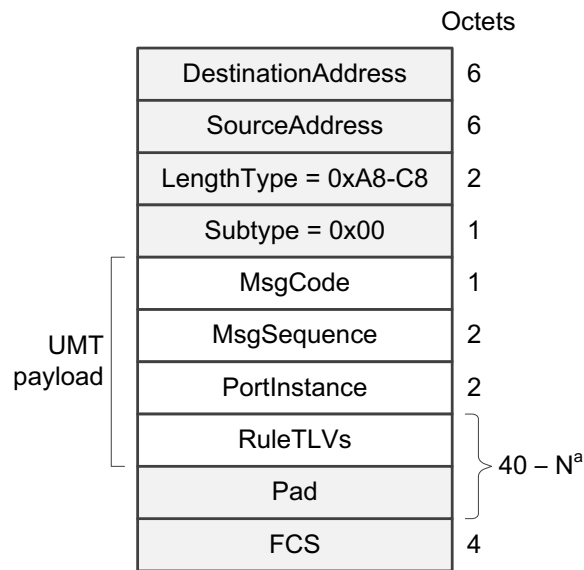 Octets
DestinationAddress 6
SourceAddress 6
LengthType = 0xA8-C8 2
Subtype = 0x00 1
MsgCode 1
MsgSequence 2
UMT payload
PortInstance 2
RuleTLVs
40 – Nᵃ
Pad
FCS 4